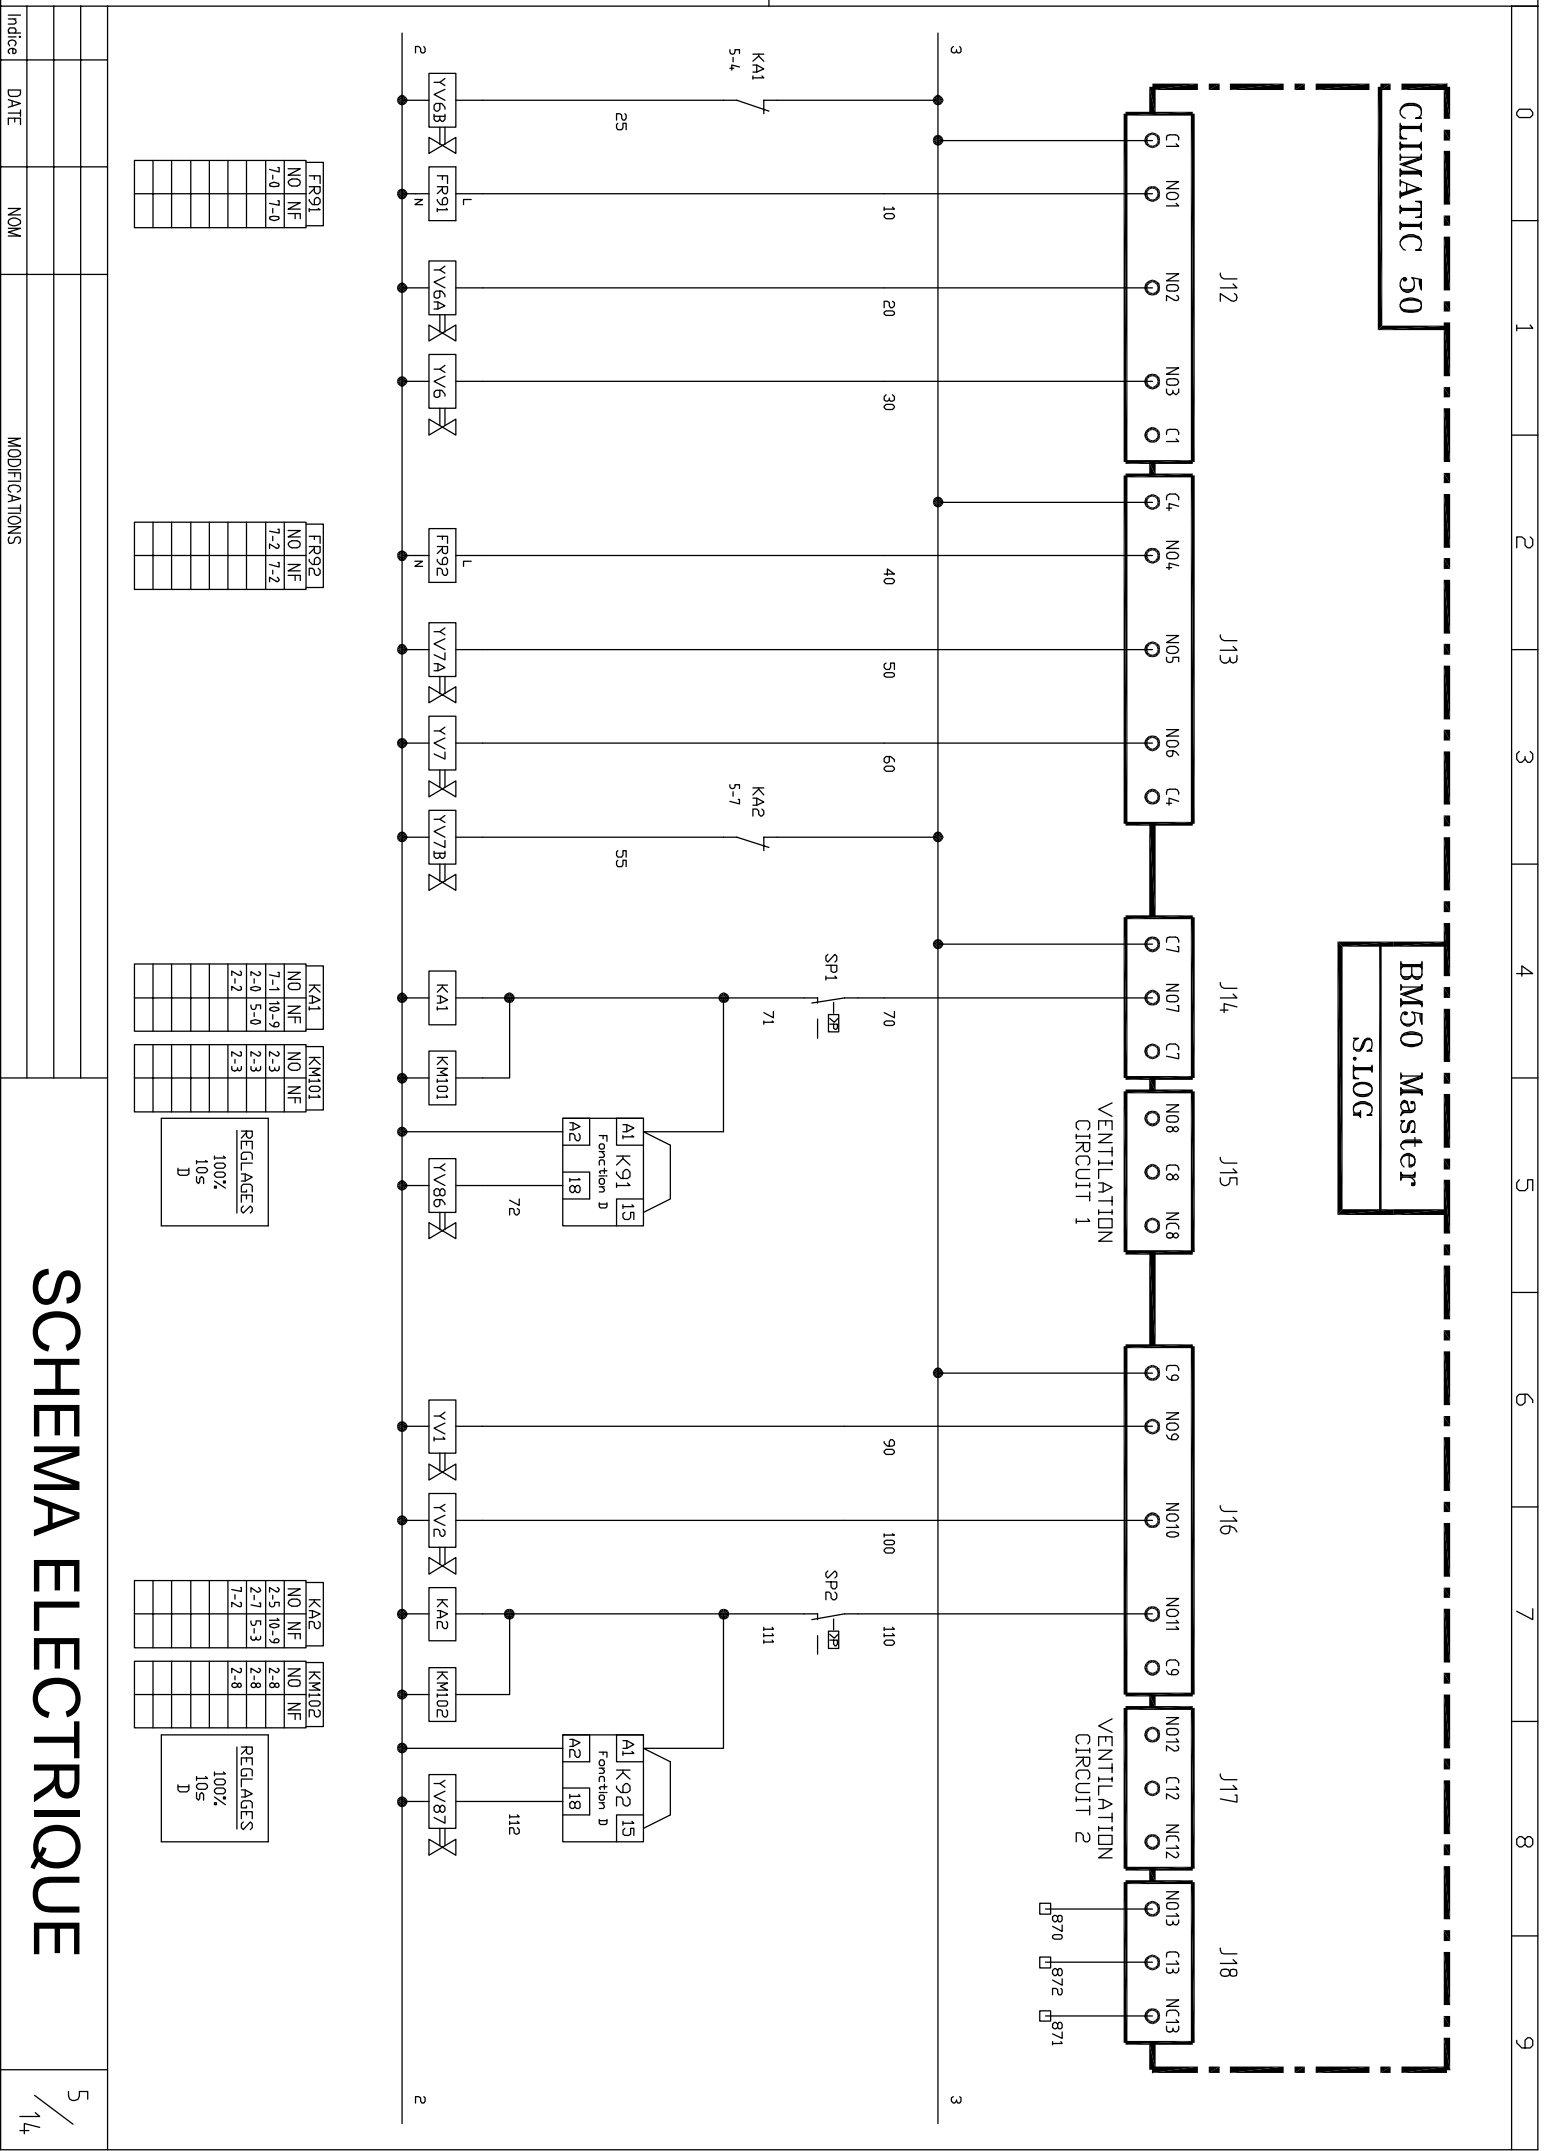 0 1 2 3 4 5 6 7 8 9
CLIMATIC 50
BM50 Master
S.LOG
J12 J13 J14 J15 J16 J17 J18
C1 NO1 NO2 NO3 C1
C4 NO4 NO5 NO6 C4
C7 NO7 C7
NO8 C8 NC8
C9 NO9 NO10 NO11 C9
NO12 C12 NC12
NO13 C13 NC13
VENTILATION
CIRCUIT 1
VENTILATION
CIRCUIT 2
870 872 871
3 3
10 20 30 40 50 60 70 90 100 110
SP1 SP2
71 111
KA1
5-4
KA2
5-7
25 55
A1 K91 15
Fonction D
A2 18
72
A1 K92 15
Fonction D
A2 18
112
L L
YV6B FR91 YV6A YV6 FR92 YV7A YV7 YV7B KA1 KM101 YV86 YV1 YV2 KA2 KM102 YV87
N N
2 2
FR91
NO NF
7-0 7-0
FR92
NO NF
7-2 7-2
KA1
NO NF
7-1 10-9
2-0 5-0
2-2
KM101
NO NF
2-3
2-3
2-3
REGLAGES
100%
10s
D
KA2
NO NF
2-5 10-9
2-7 5-3
7-2
KM102
NO NF
2-8
2-8
2-8
REGLAGES
100%
10s
D
Indice DATE NOM MODIFICATIONS
SCHEMA ELECTRIQUE
5/14